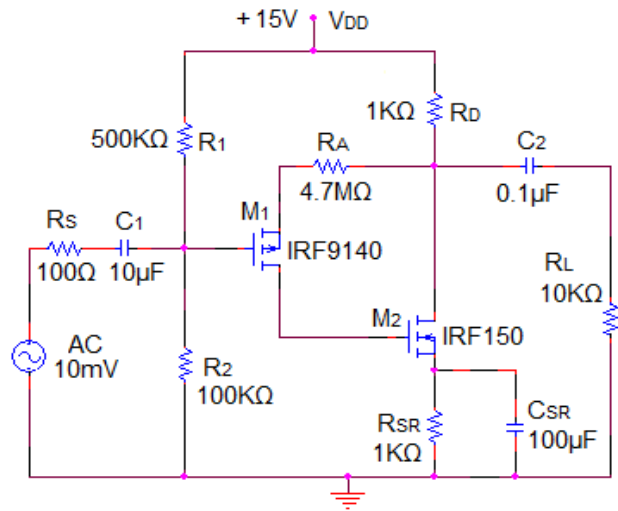 +15V VDD
1KΩ RD
500KΩ R1
RA
4.7MΩ
C2
0.1μF
M1
IRF9140
RS C1
100Ω 10μF
RL
10KΩ
M2
IRF150
AC
10mV
R2
100KΩ
RSR
1KΩ
CSR
100μF